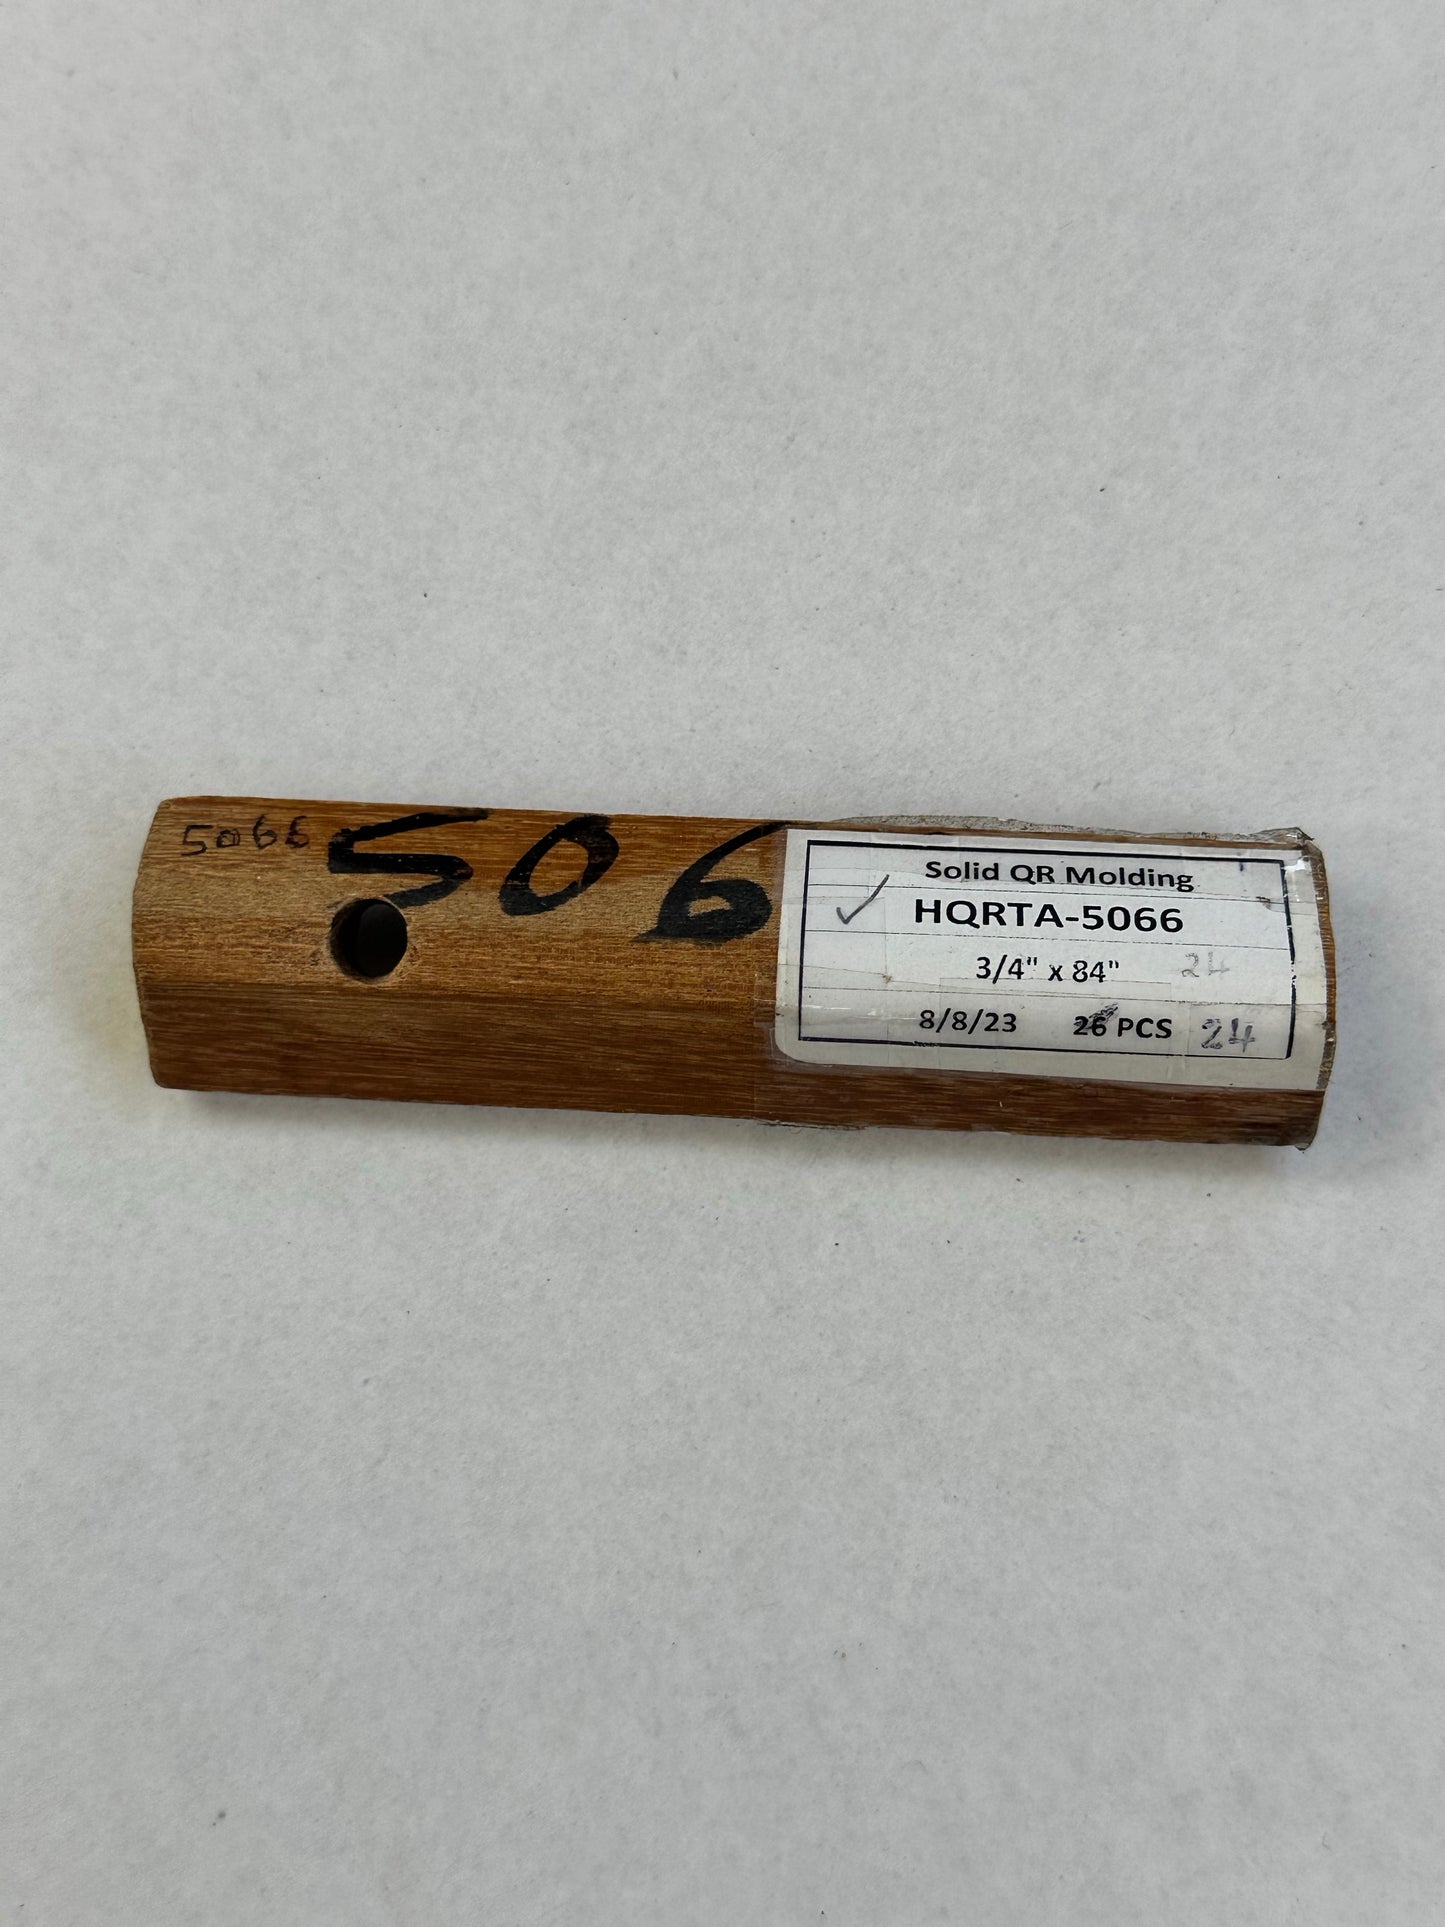 5066
506
Solid QR Molding
✓ HQRTA-5066
3/4" x 84" 24
8/8/23 26 PCS 24